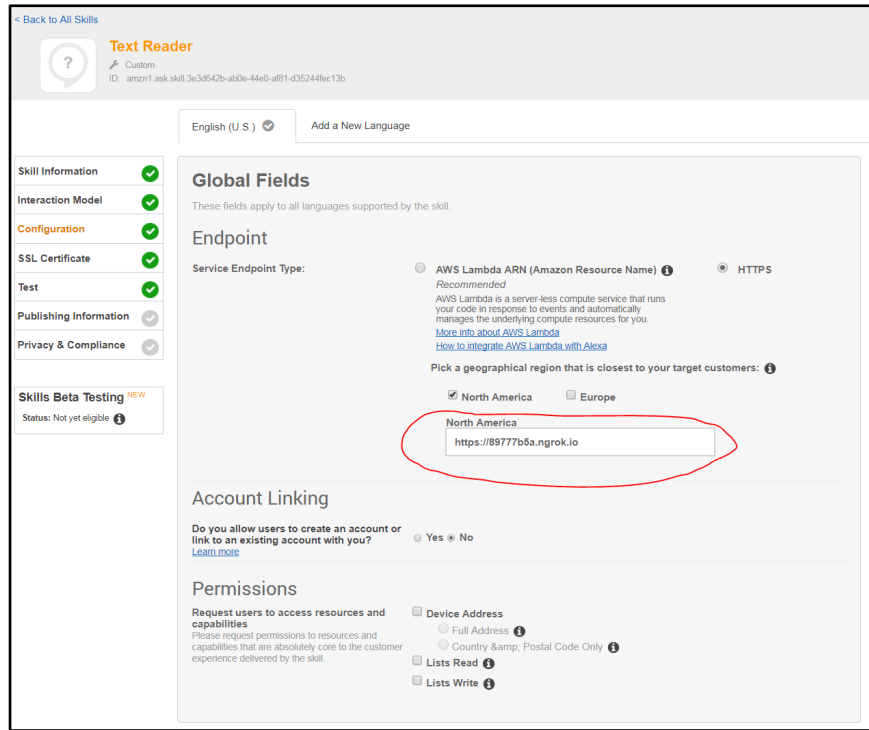 < Back to All Skills
?
Text Reader
Custom
ID: amzn1.ask.skill.3e3d642b-ab0e-44e0-af81-d35244fec13b
English (U.S.)
Add a New Language
Skill Information
Interaction Model
Configuration
SSL Certificate
Test
Publishing Information
Privacy & Compliance
Skills Beta Testing NEW
Status: Not yet eligible
Global Fields
These fields apply to all languages supported by the skill.
Endpoint
Service Endpoint Type:
AWS Lambda ARN (Amazon Resource Name)
HTTPS
Recommended
AWS Lambda is a server-less compute service that runs
your code in response to events and automatically
manages the underlying compute resources for you.
More info about AWS Lambda
How to integrate AWS Lambda with Alexa
Pick a geographical region that is closest to your target customers:
North America
Europe
North America
https://89777b5a.ngrok.io
Account Linking
Do you allow users to create an account or
link to an existing account with you?
Learn more
Yes
No
Permissions
Request users to access resources and
capabilities
Please request permissions to resources and
capabilities that are absolutely core to the customer
experience delivered by the skill.
Device Address
Full Address
Country &amp; Postal Code Only
Lists Read
Lists Write